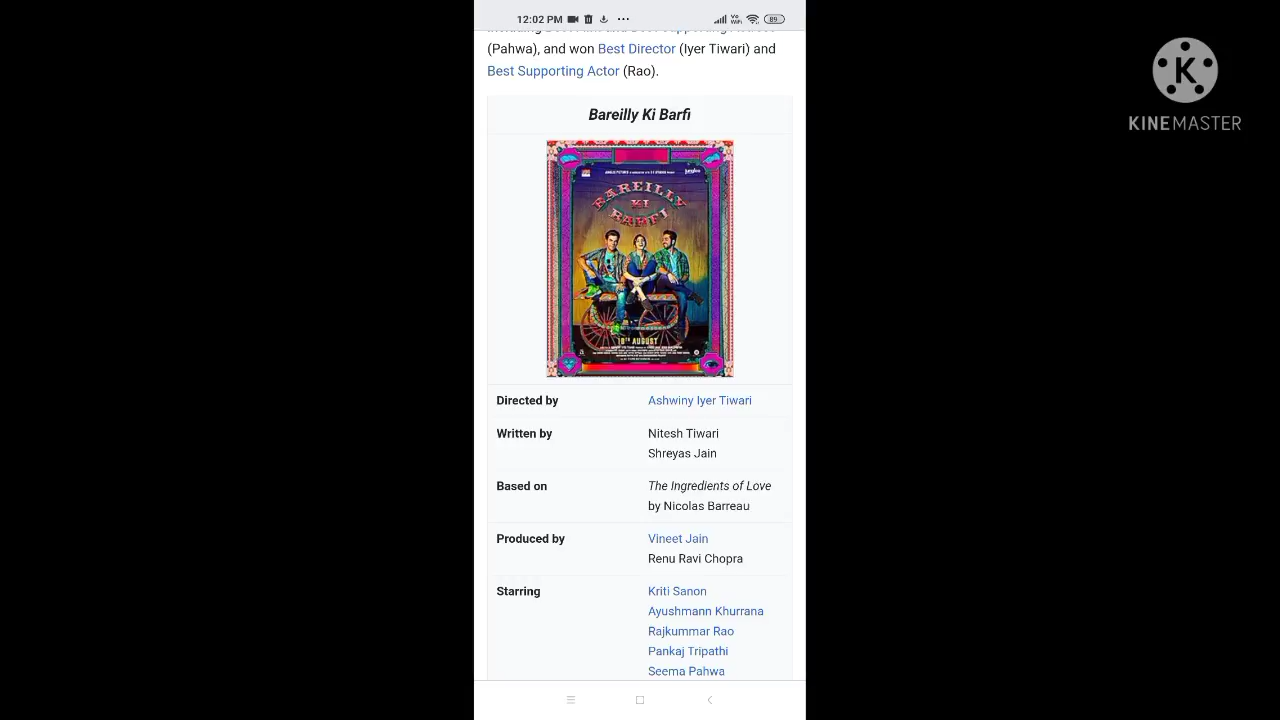 12:02 PM
Vo
WiFi
89
(Pahwa), and won Best Director (Iyer Tiwari) and
Best Supporting Actor (Rao).
Bareilly Ki Barfi
BAREILLY
KI
BARFI
18TH AUGUST
Directed by
Ashwiny Iyer Tiwari
Written by
Nitesh Tiwari
Shreyas Jain
Based on
The Ingredients of Love
by Nicolas Barreau
Produced by
Vineet Jain
Renu Ravi Chopra
Starring
Kriti Sanon
Ayushmann Khurrana
Rajkummar Rao
Pankaj Tripathi
Seema Pahwa
K
KINEMASTER